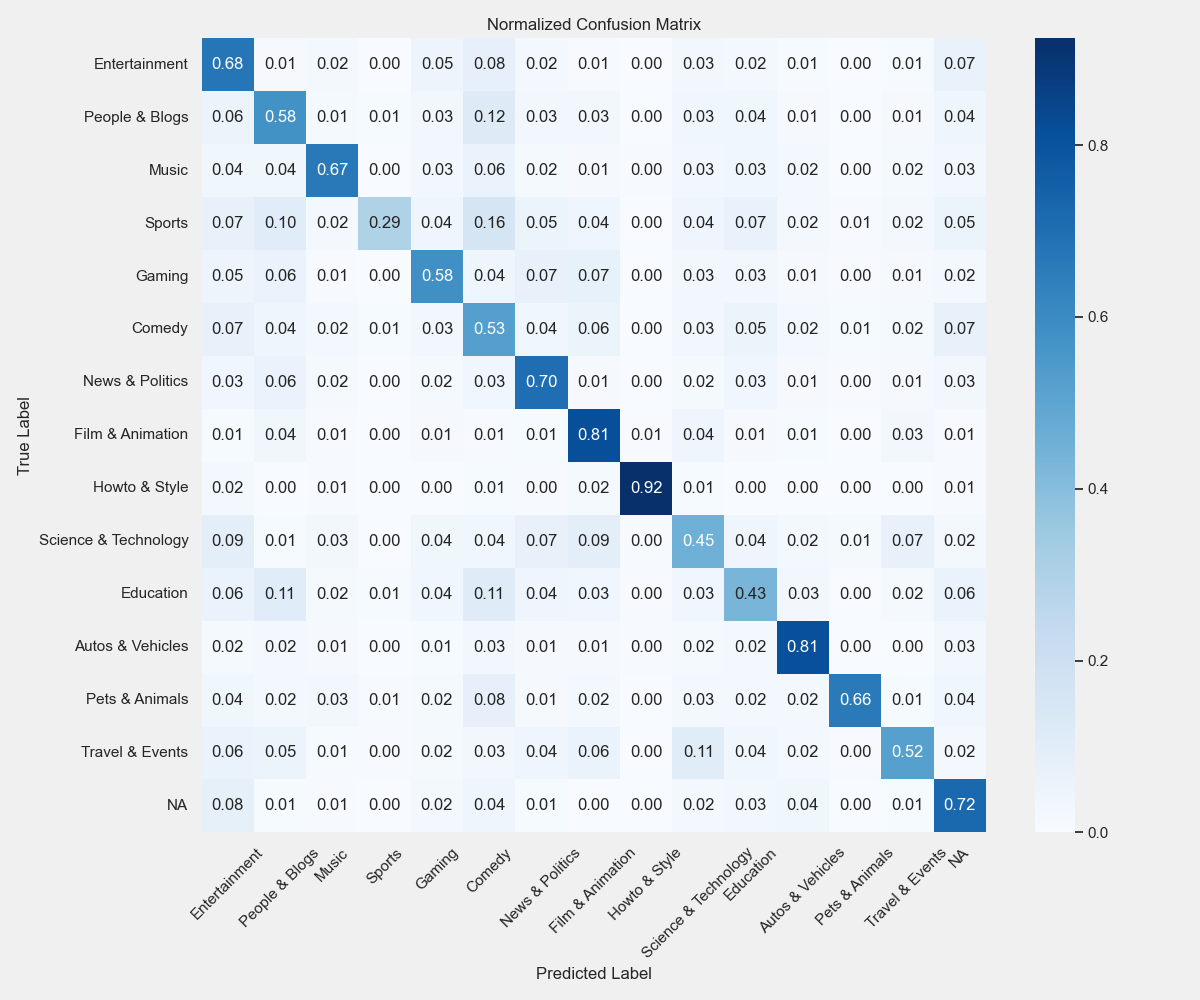 Normalized Confusion Matrix
Entertainment 0.68 0.01 0.02 0.00 0.05 0.08 0.02 0.01 0.00 0.03 0.02 0.01 0.00 0.01 0.07
People & Blogs 0.06 0.58 0.01 0.01 0.03 0.12 0.03 0.03 0.00 0.03 0.04 0.01 0.00 0.01 0.04
Music 0.04 0.04 0.67 0.00 0.03 0.06 0.02 0.01 0.00 0.03 0.03 0.02 0.00 0.02 0.03
Sports 0.07 0.10 0.02 0.29 0.04 0.16 0.05 0.04 0.00 0.04 0.07 0.02 0.01 0.02 0.05
Gaming 0.05 0.06 0.01 0.00 0.58 0.04 0.07 0.07 0.00 0.03 0.03 0.01 0.00 0.01 0.02
Comedy 0.07 0.04 0.02 0.01 0.03 0.53 0.04 0.06 0.00 0.03 0.05 0.02 0.01 0.02 0.07
News & Politics 0.03 0.06 0.02 0.00 0.02 0.03 0.70 0.01 0.00 0.02 0.03 0.01 0.00 0.01 0.03
Film & Animation 0.01 0.04 0.01 0.00 0.01 0.01 0.01 0.81 0.01 0.04 0.01 0.01 0.00 0.03 0.01
Howto & Style 0.02 0.00 0.01 0.00 0.00 0.01 0.00 0.02 0.92 0.01 0.00 0.00 0.00 0.00 0.01
Science & Technology 0.09 0.01 0.03 0.00 0.04 0.04 0.07 0.09 0.00 0.45 0.04 0.02 0.01 0.07 0.02
Education 0.06 0.11 0.02 0.01 0.04 0.11 0.04 0.03 0.00 0.03 0.43 0.03 0.00 0.02 0.06
Autos & Vehicles 0.02 0.02 0.01 0.00 0.01 0.03 0.01 0.01 0.00 0.02 0.02 0.81 0.00 0.00 0.03
Pets & Animals 0.04 0.02 0.03 0.01 0.02 0.08 0.01 0.02 0.00 0.03 0.02 0.02 0.66 0.01 0.04
Travel & Events 0.06 0.05 0.01 0.00 0.02 0.03 0.04 0.06 0.00 0.11 0.04 0.02 0.00 0.52 0.02
NA 0.08 0.01 0.01 0.00 0.02 0.04 0.01 0.00 0.00 0.02 0.03 0.04 0.00 0.01 0.72
True Label
Entertainment
People & Blogs
Music
Sports
Gaming
Comedy
News & Politics
Film & Animation
Howto & Style
Science & Technology
Education
Autos & Vehicles
Pets & Animals
Travel & Events
NA
Predicted Label
0.8
0.6
0.4
0.2
0.0